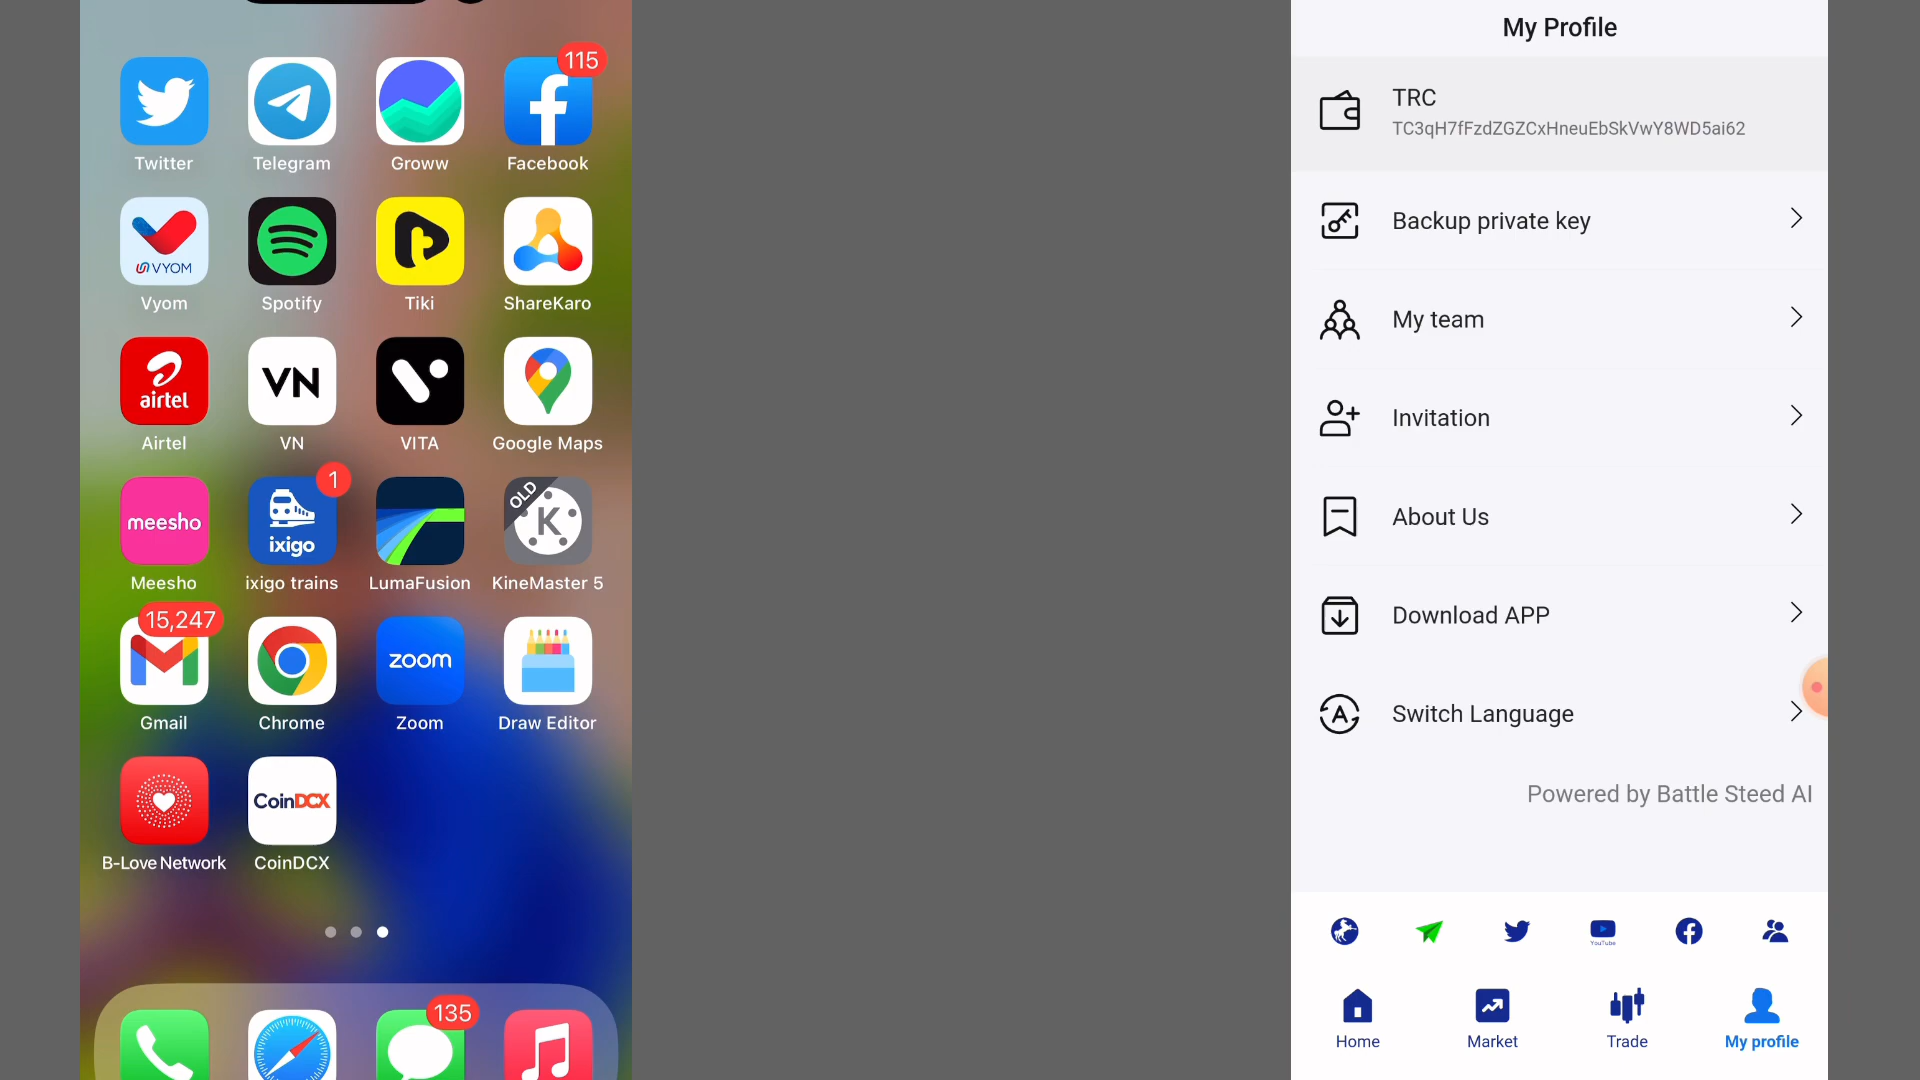 115
Twitter
Telegram
Groww
Facebook
VYOM
Vyom
Spotify
Tiki
ShareKaro
airtel
VN
Airtel
VN
VITA
Google Maps
1
OLD
meesho
ixigo
K
Meesho
ixigo trains
LumaFusion
KineMaster 5
15,247
zoom
Gmail
Chrome
Zoom
Draw Editor
CoinDCX
B-Love Network
CoinDCX
135
My Profile
TRC
TC3qH7fFzdZGZCxHneuEbSkVwY8WD5ai62
Backup private key
My team
Invitation
About Us
Download APP
A
Switch Language
Powered by Battle Steed AI
YouTube
Home
Market
Trade
My profile